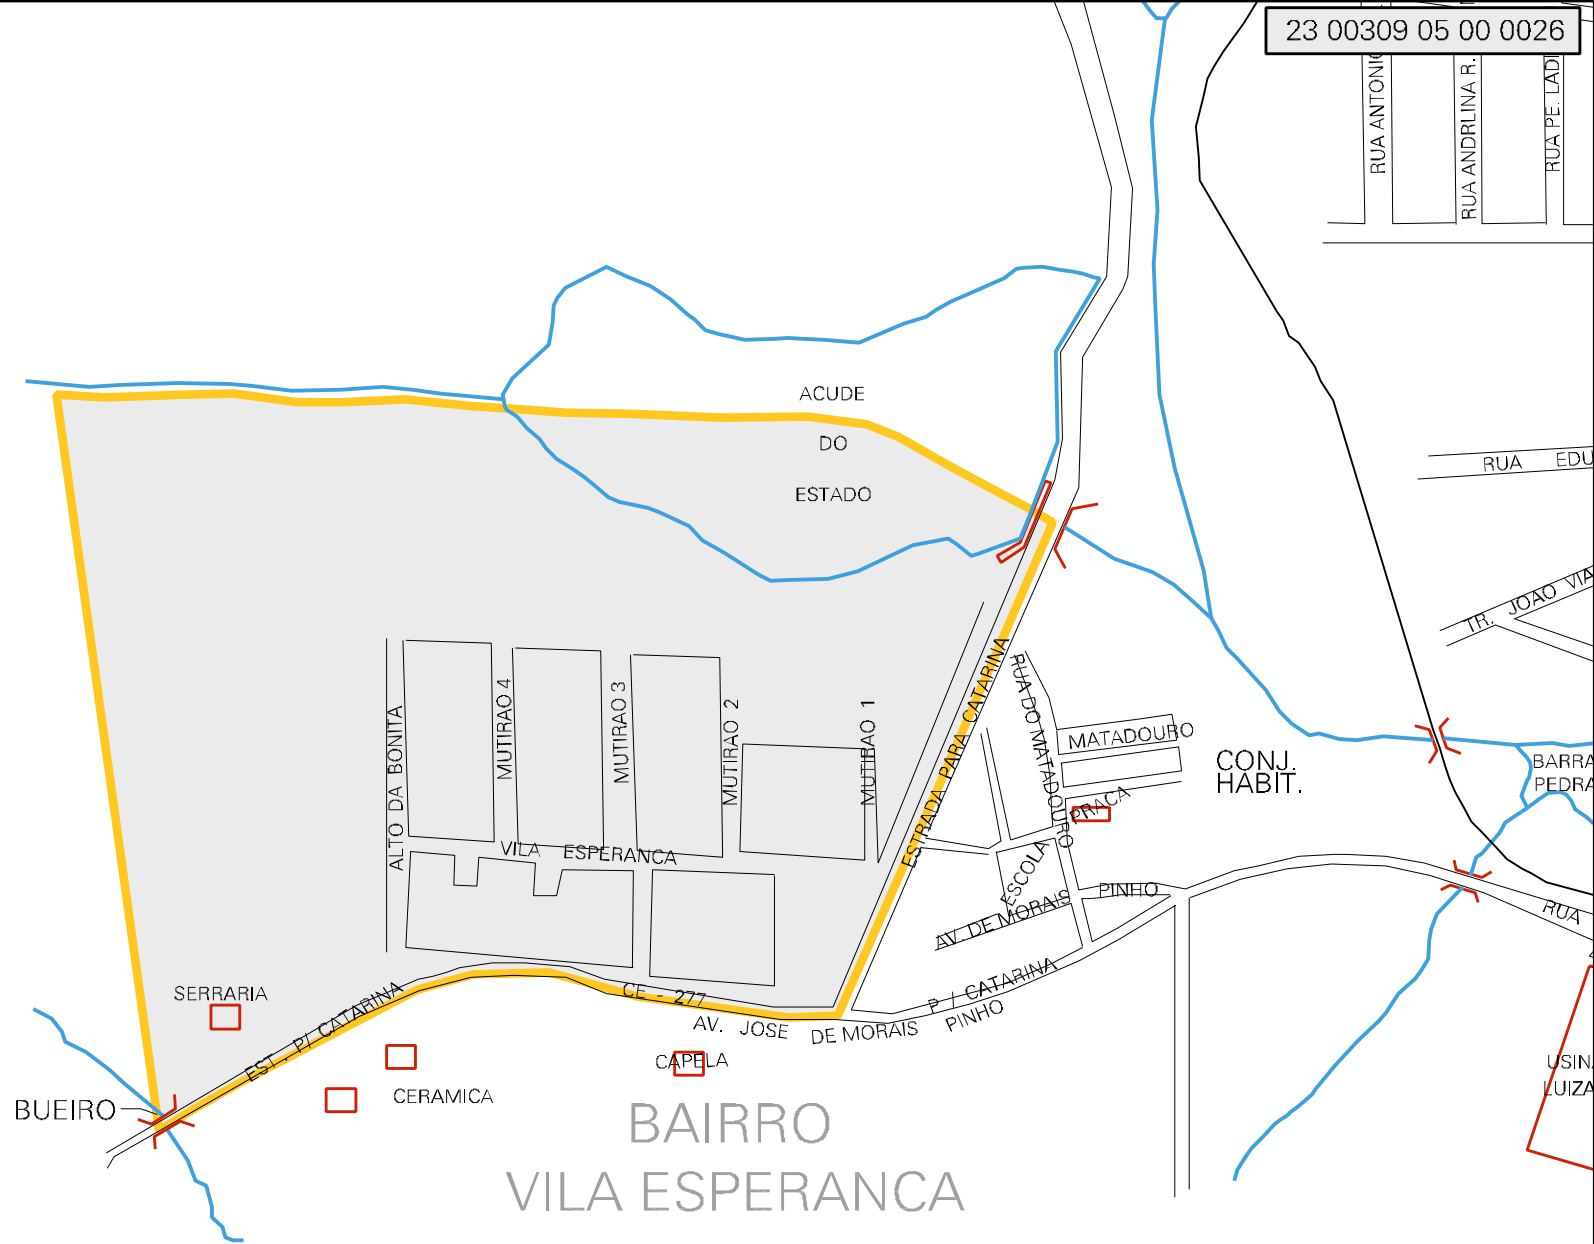 23 00309 05 00 0026
RUA ANTONIO
RUA ANDRLINA R.
RUA PE. LADI
ACUDE
DO
ESTADO
RUA EDU
TR. JOAO VIA
ALTO DA BONITA
MUTIRAO 4
MUTIRAO 3
MUTIRAO 2
MUTIRAO 1
ESTRADA PARA CATARINA
RUA DO MATADOURO
MATADOURO
CONJ.
HABIT.
BARRA
PEDRA
PRACA
VILA ESPERANCA
ESCOLA
AV. DE MORAIS PINHO
RUA
SERRARIA
EST. P/ CATARINA
CE - 277
P / CATARINA
AV. JOSE DE MORAIS PINHO
CAPELA
CERAMICA
BUEIRO
USIN
LUIZA
BAIRRO
VILA ESPERANCA